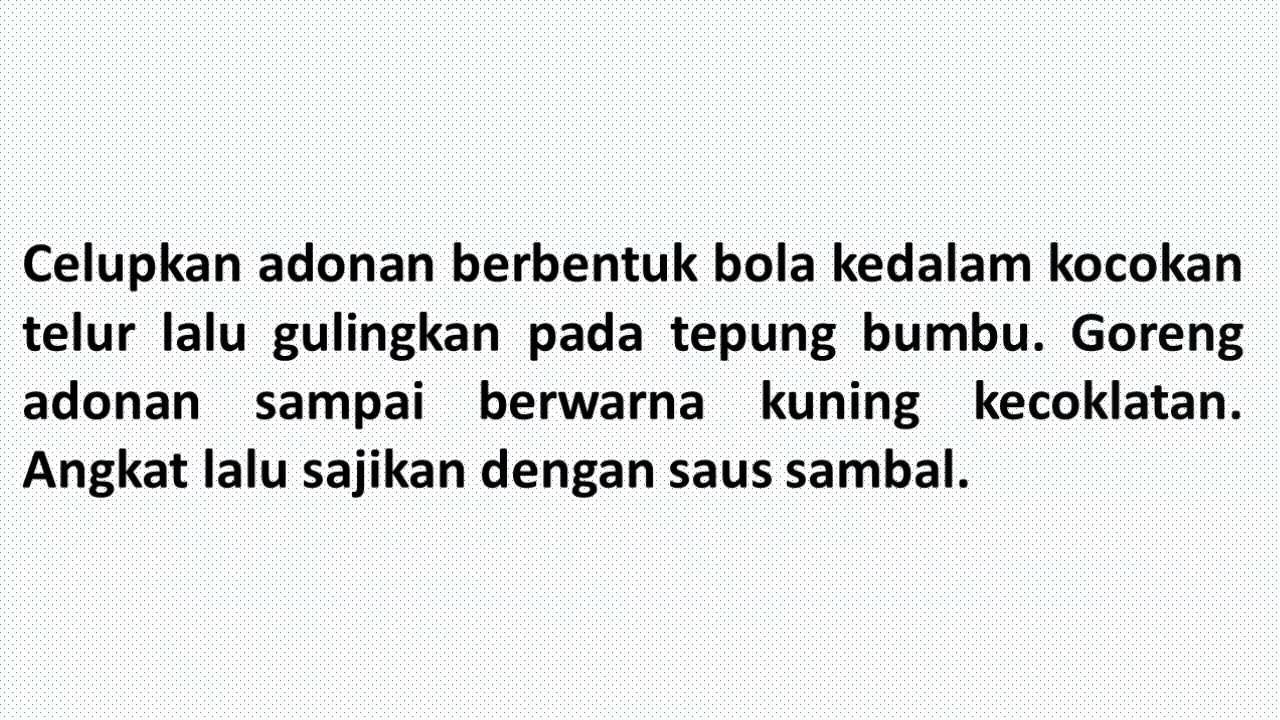 Celupkan adonan berbentuk bola kedalam kocokan
telur lalu gulingkan pada tepung bumbu. Goreng
adonan sampai berwarna kuning kecoklatan.
Angkat lalu sajikan dengan saus sambal.